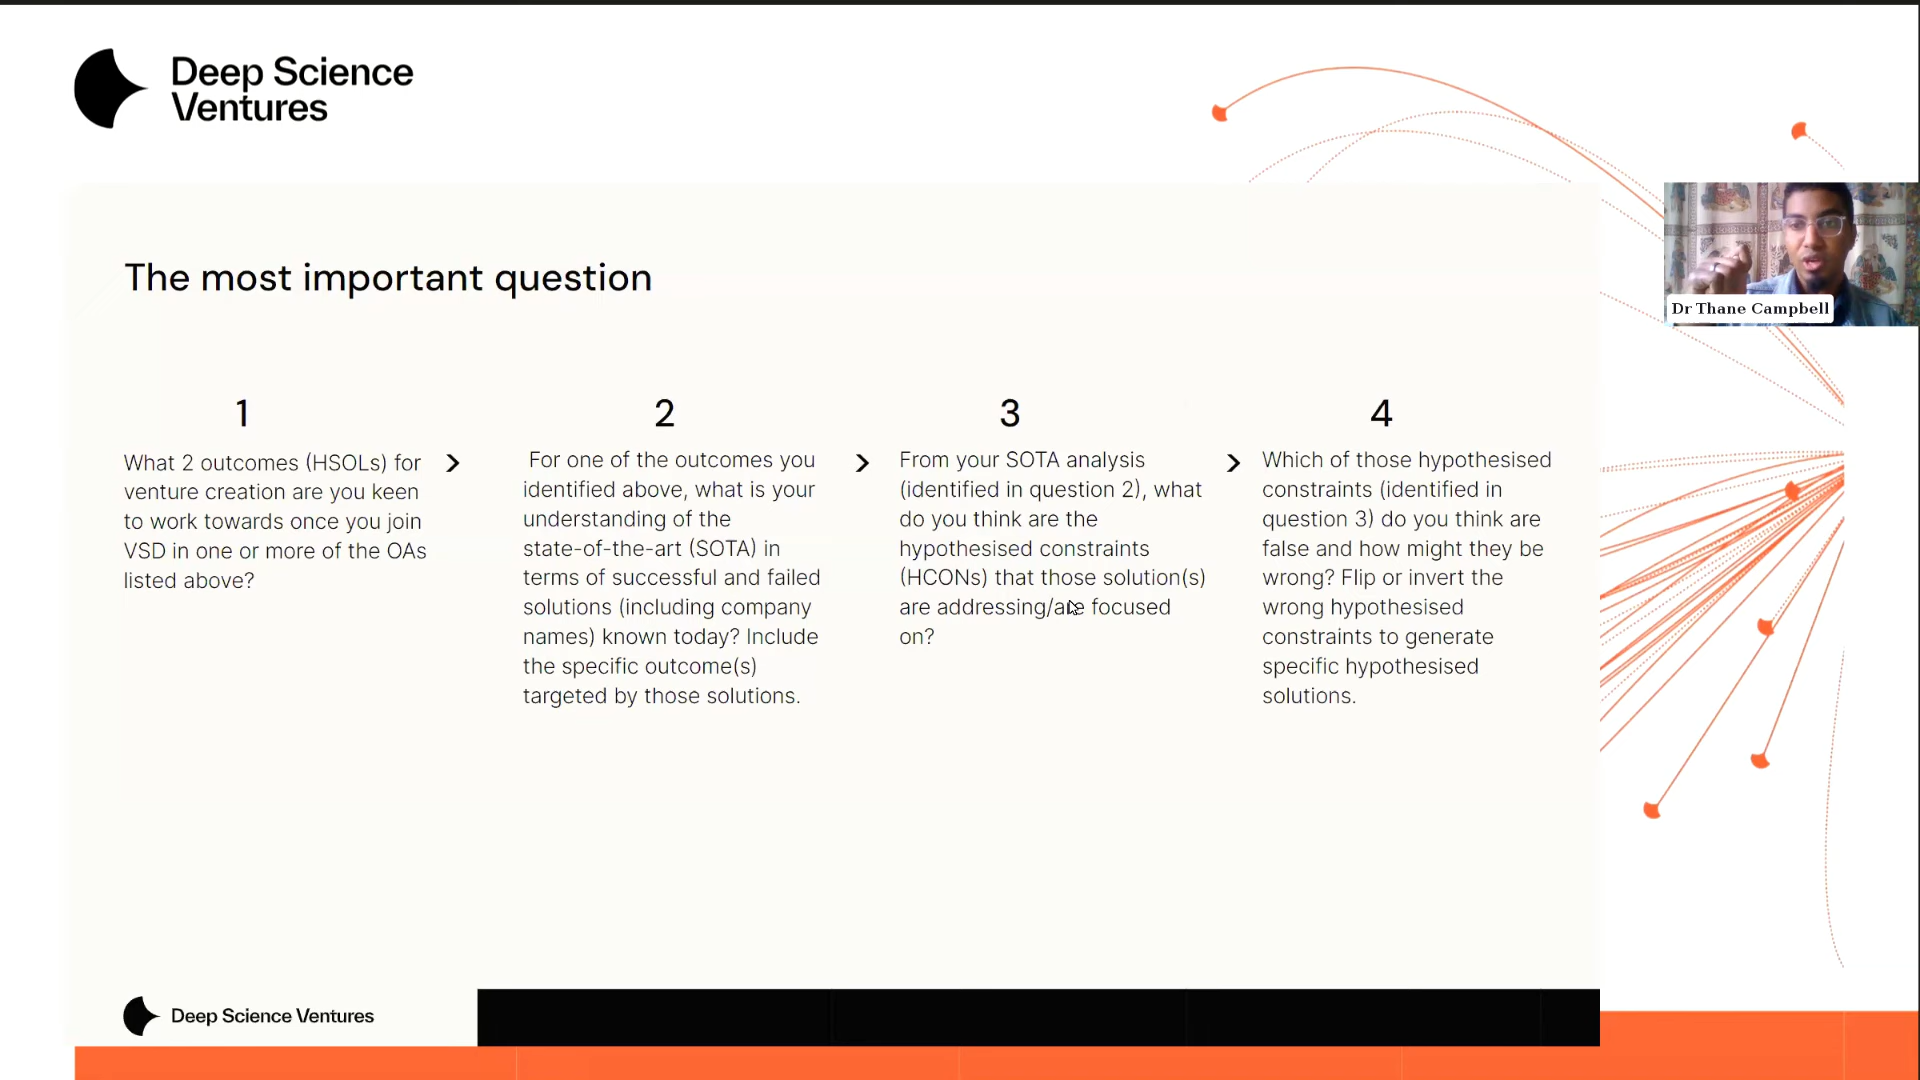 Deep Science
Ventures
Dr Thane Campbell
The most important question
1
What 2 outcomes (HSOLs) for
venture creation are you keen
to work towards once you join
VSD in one or more of the OAs
listed above?
2
For one of the outcomes you
identified above, what is your
understanding of the
state-of-the-art (SOTA) in
terms of successful and failed
solutions (including company
names) known today? Include
the specific outcome(s)
targeted by those solutions.
3
From your SOTA analysis
(identified in question 2), what
do you think are the
hypothesised constraints
(HCONs) that those solution(s)
are addressing/are focused
on?
4
Which of those hypothesised
constraints (identified in
question 3) do you think are
false and how might they be
wrong? Flip or invert the
wrong hypothesised
constraints to generate
specific hypothesised
solutions.
Deep Science Ventures